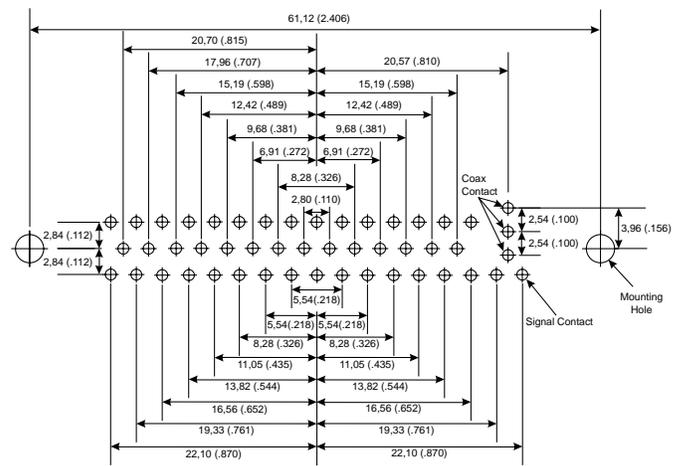 61,12 (2.406)
20,70 (.815)
17,96 (.707) 20,57 (.810)
15,19 (.598) 15,19 (.598)
12,42 (.489) 12,42 (.489)
9,68 (.381) 9,68 (.381)
6,91 (.272) 6,91 (.272)
8,28 (.326)
Coax
Contact
2,80 (.110)
2,54 (.100)
3,96 (.156)
2,84 (.112)
2,54 (.100)
2,84 (.112)
5,54(.218)
Mounting
Hole
Signal Contact
5,54(.218) 5,54(.218)
8,28 (.326) 8,28 (.326)
11,05 (.435) 11,05 (.435)
13,82 (.544) 13,82 (.544)
16,56 (.652) 16,56 (.652)
19,33 (.761) 19,33 (.761)
22,10 (.870) 22,10 (.870)